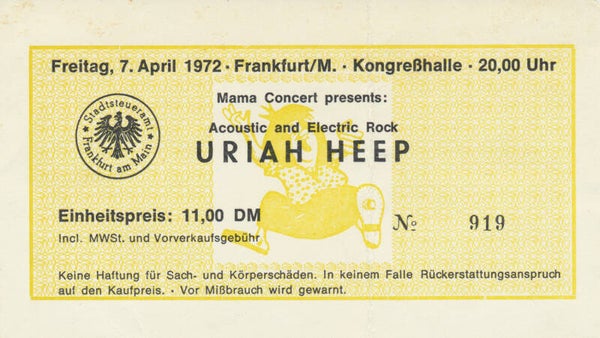 Freitag, 7. April 1972 · Frankfurt/M. · Kongreßhalle · 20,00 Uhr
Mama Concert presents:
Stadtsteueramt
Frankfurt am Main
Acoustic and Electric Rock
URIAH HEEP
Einheitspreis: 11,00 DM
№ 919
Incl. MWSt. und Vorverkaufsgebühr
Keine Haftung für Sach- und Körperschäden. In keinem Falle Rückerstattungsanspruch
auf den Kaufpreis. · Vor Mißbrauch wird gewarnt.